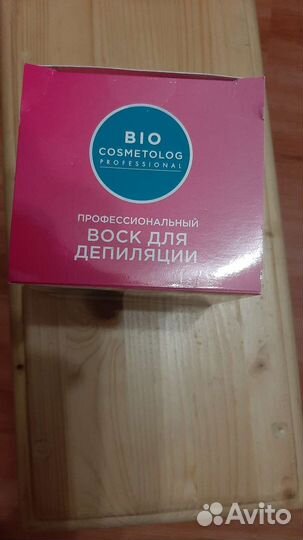 BIO
COSMETOLOG
PROFESSIONAL
ПРОФЕССИОНАЛЬНЫЙ
ВОСК ДЛЯ
ДЕПИЛЯЦИИ
Avito